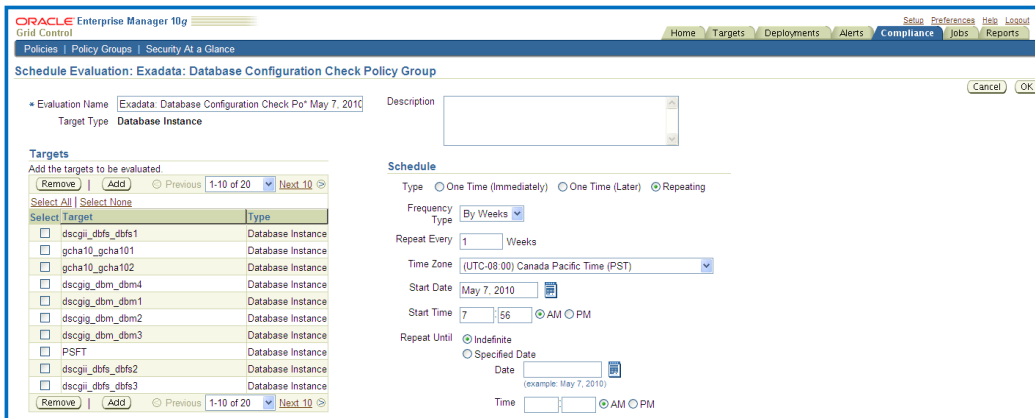 ORACLE Enterprise Manager 10g
Grid Control
Setup Preferences Help Logout
Home Targets Deployments Alerts Compliance Jobs Reports
Policies | Policy Groups | Security At a Glance
Schedule Evaluation: Exadata: Database Configuration Check Policy Group
Cancel OK
* Evaluation Name Exadata: Database Configuration Check Po* May 7, 2010
Target Type Database Instance
Description
Targets
Add the targets to be evaluated.
Remove | Add Previous 1-10 of 20 Next 10
Select All | Select None
Select Target Type
dscgii_dbfs_dbfs1 Database Instance
gcha10_gcha101 Database Instance
gcha10_gcha102 Database Instance
dscgig_dbm_dbm4 Database Instance
dscgig_dbm_dbm1 Database Instance
dscgig_dbm_dbm2 Database Instance
dscgig_dbm_dbm3 Database Instance
PSFT Database Instance
dscgii_dbfs_dbfs2 Database Instance
dscgii_dbfs_dbfs3 Database Instance
Remove | Add Previous 1-10 of 20 Next 10
Schedule
Type One Time (Immediately) One Time (Later) Repeating
Frequency
Type By Weeks
Repeat Every 1 Weeks
Time Zone (UTC-08:00) Canada Pacific Time (PST)
Start Date May 7, 2010
Start Time 7 : 56 AM PM
Repeat Until Indefinite
Specified Date
Date
(example: May 7, 2010)
Time : AM PM